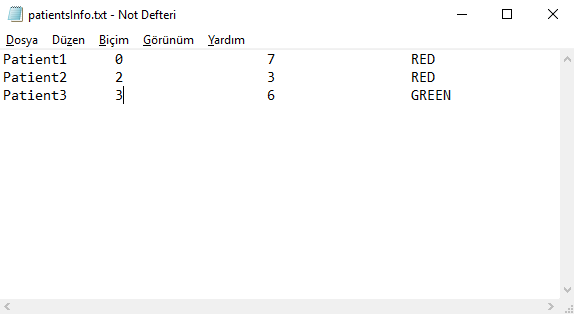 patientsInfo.txt - Not Defteri
Dosya Düzen Biçim Görünüm Yardım
Patient1 0 7 RED
Patient2 2 3 RED
Patient3 3 6 GREEN